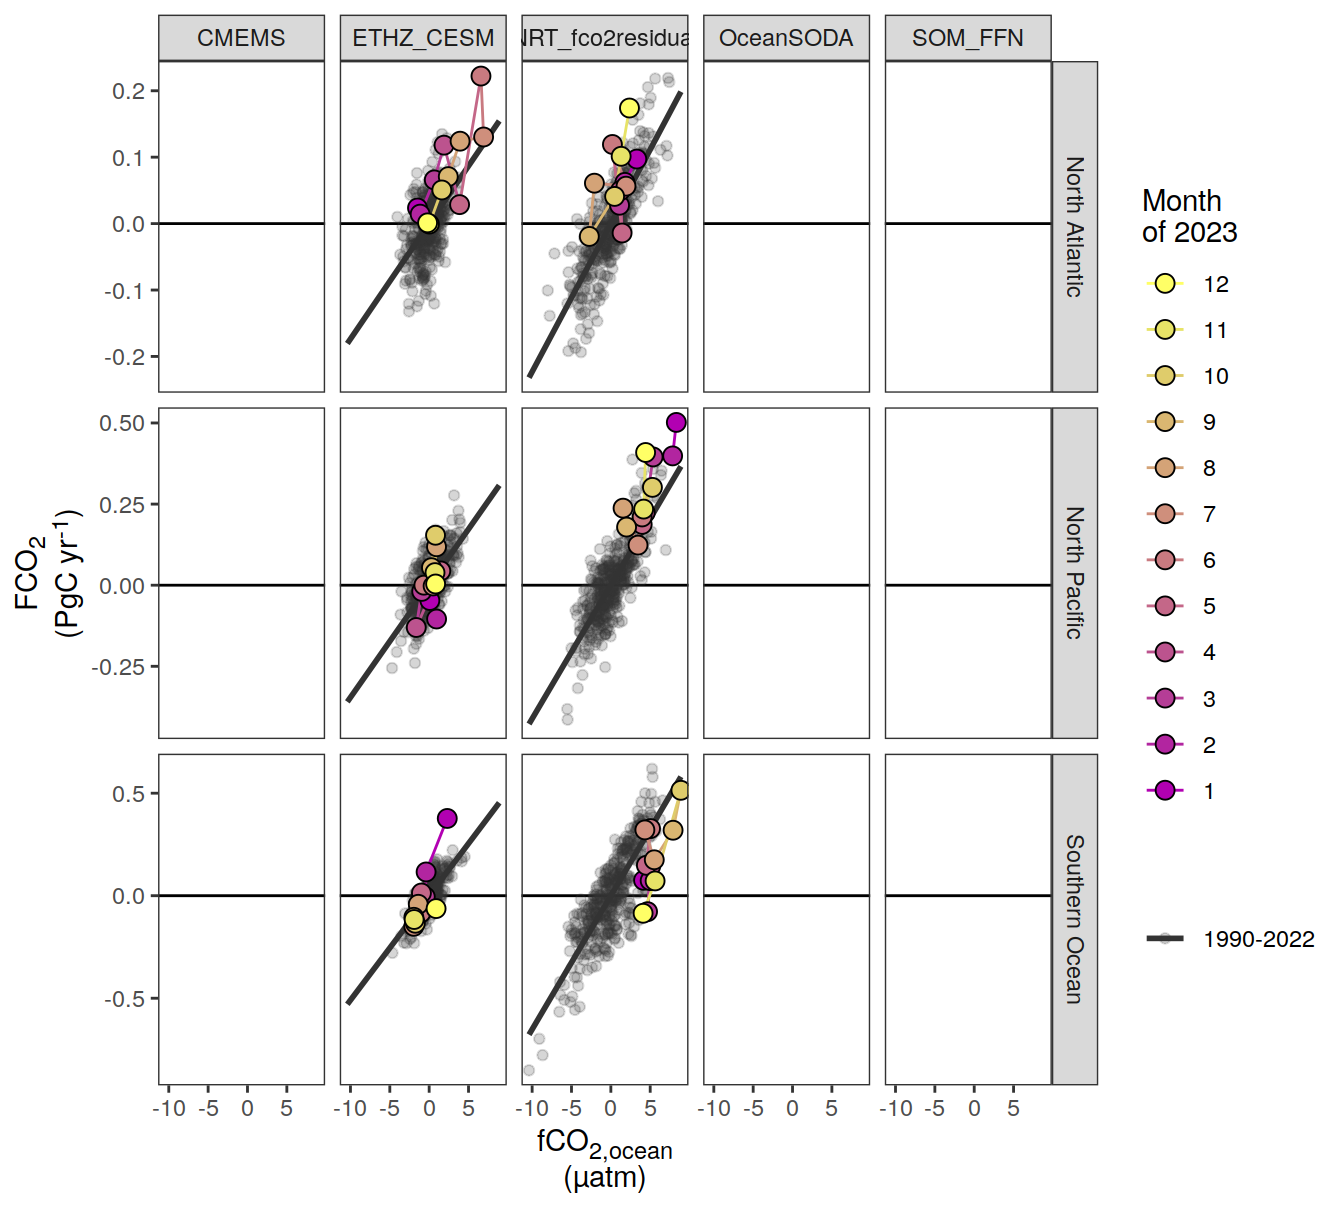 CMEMS ETHZ_CESM NRT_fco2residua OceanSODA SOM_FFN
0.2
0.1
0.0
-0.1
-0.2
North Atlantic
0.50
0.25
0.00
-0.25
North Pacific
0.5
0.0
-0.5
Southern Ocean
FCO2
(PgC yr-1)
-10 -5 0 5 -10 -5 0 5 -10 -5 0 5 -10 -5 0 5 -10 -5 0 5
fCO2,ocean
(µatm)
Month
of 2023
12
11
10
9
8
7
6
5
4
3
2
1
1990-2022